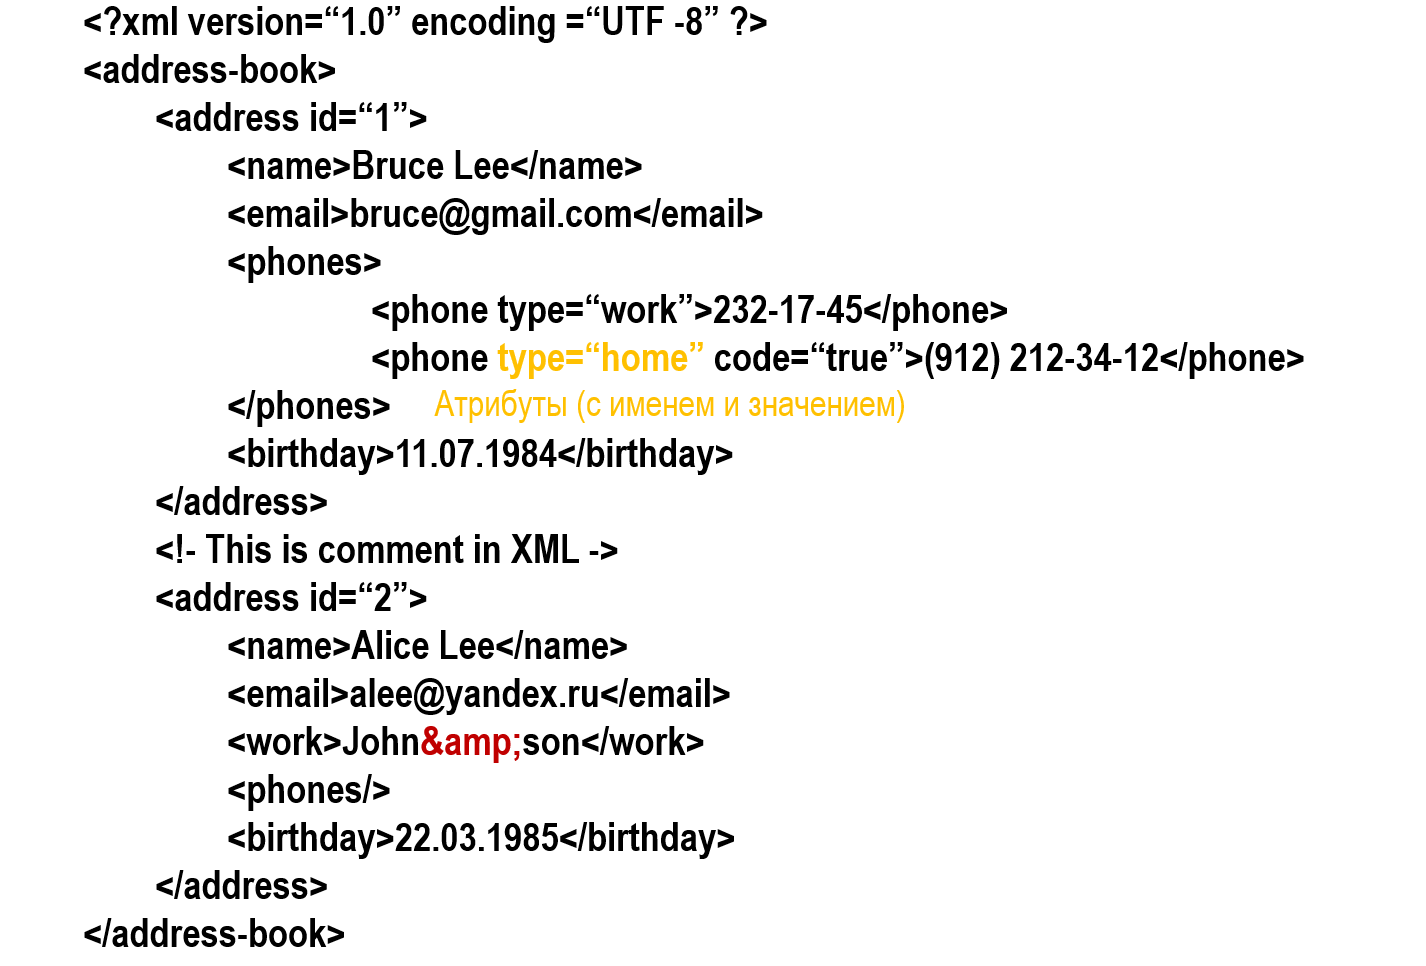 <?xml version=“1.0” encoding =“UTF -8” ?>
<address-book>
<address id=“1”>
<name>Bruce Lee</name>
<email>bruce@gmail.com</email>
<phones>
<phone type=“work”>232-17-45</phone>
<phone type=“home” code=“true”>(912) 212-34-12</phone>
</phones> Атрибуты (с именем и значением)
<birthday>11.07.1984</birthday>
</address>
<!- This is comment in XML ->
<address id=“2”>
<name>Alice Lee</name>
<email>alee@yandex.ru</email>
<work>John&amp;son</work>
<phones/>
<birthday>22.03.1985</birthday>
</address>
</address-book>